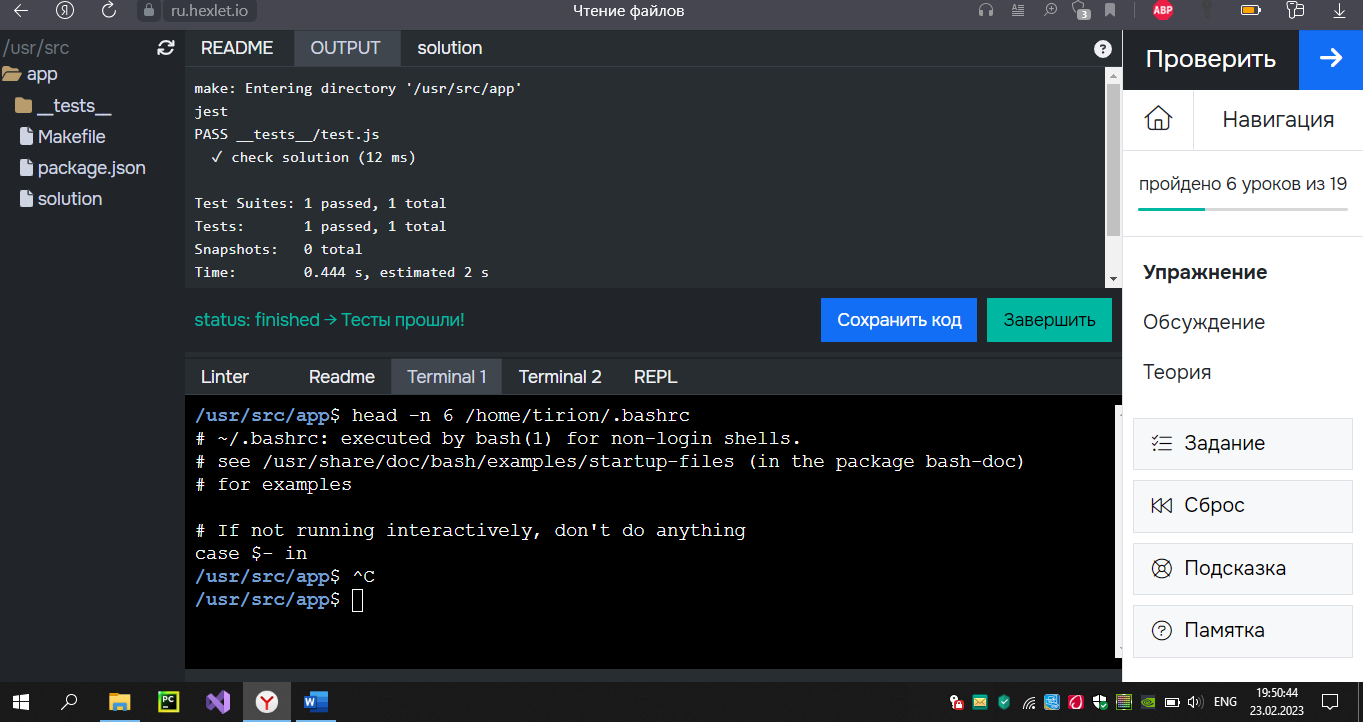 ru.hexlet.io
Чтение файлов
3
ABP
/usr/src
app
__tests__
Makefile
package.json
solution
README
OUTPUT
solution
?
make: Entering directory '/usr/src/app'
jest
PASS __tests__/test.js
✓ check solution (12 ms)
Test Suites: 1 passed, 1 total
Tests: 1 passed, 1 total
Snapshots: 0 total
Time: 0.444 s, estimated 2 s
status: finished → Тесты прошли!
Сохранить код
Завершить
Linter
Readme
Terminal 1
Terminal 2
REPL
/usr/src/app$ head -n 6 /home/tirion/.bashrc
# ~/.bashrc: executed by bash(1) for non-login shells.
# see /usr/share/doc/bash/examples/startup-files (in the package bash-doc)
# for examples
# If not running interactively, don't do anything
case $- in
/usr/src/app$ ^C
/usr/src/app$
Проверить
Навигация
пройдено 6 уроков из 19
Упражнение
Обсуждение
Теория
Задание
Сброс
Подсказка
Памятка
ENG
19:50:44
23.02.2023